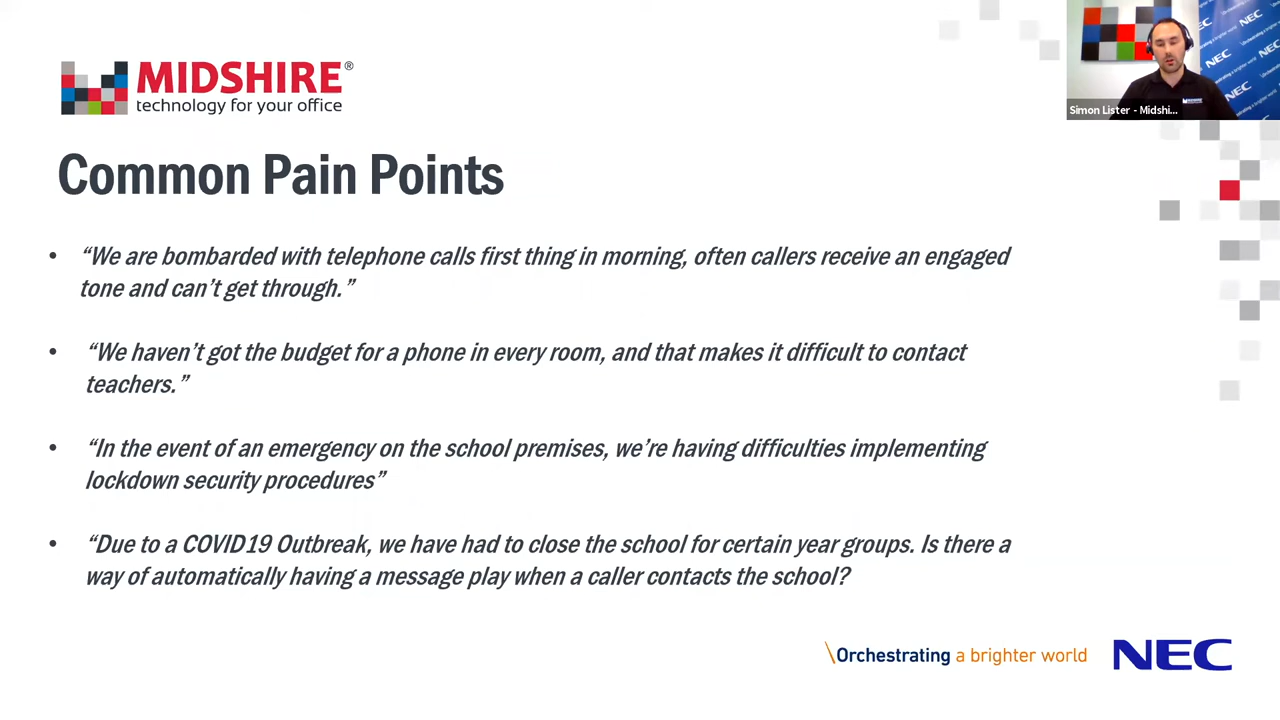 MIDSHIRE®
technology for your office
NEC
NEC
NEC
Simon Lister - Midshi...
Common Pain Points
• “We are bombarded with telephone calls first thing in morning, often callers receive an engaged
tone and can’t get through.”
• “We haven’t got the budget for a phone in every room, and that makes it difficult to contact
teachers.”
• “In the event of an emergency on the school premises, we’re having difficulties implementing
lockdown security procedures”
• “Due to a COVID19 Outbreak, we have had to close the school for certain year groups. Is there a
way of automatically having a message play when a caller contacts the school?
\Orchestrating a brighter world NEC